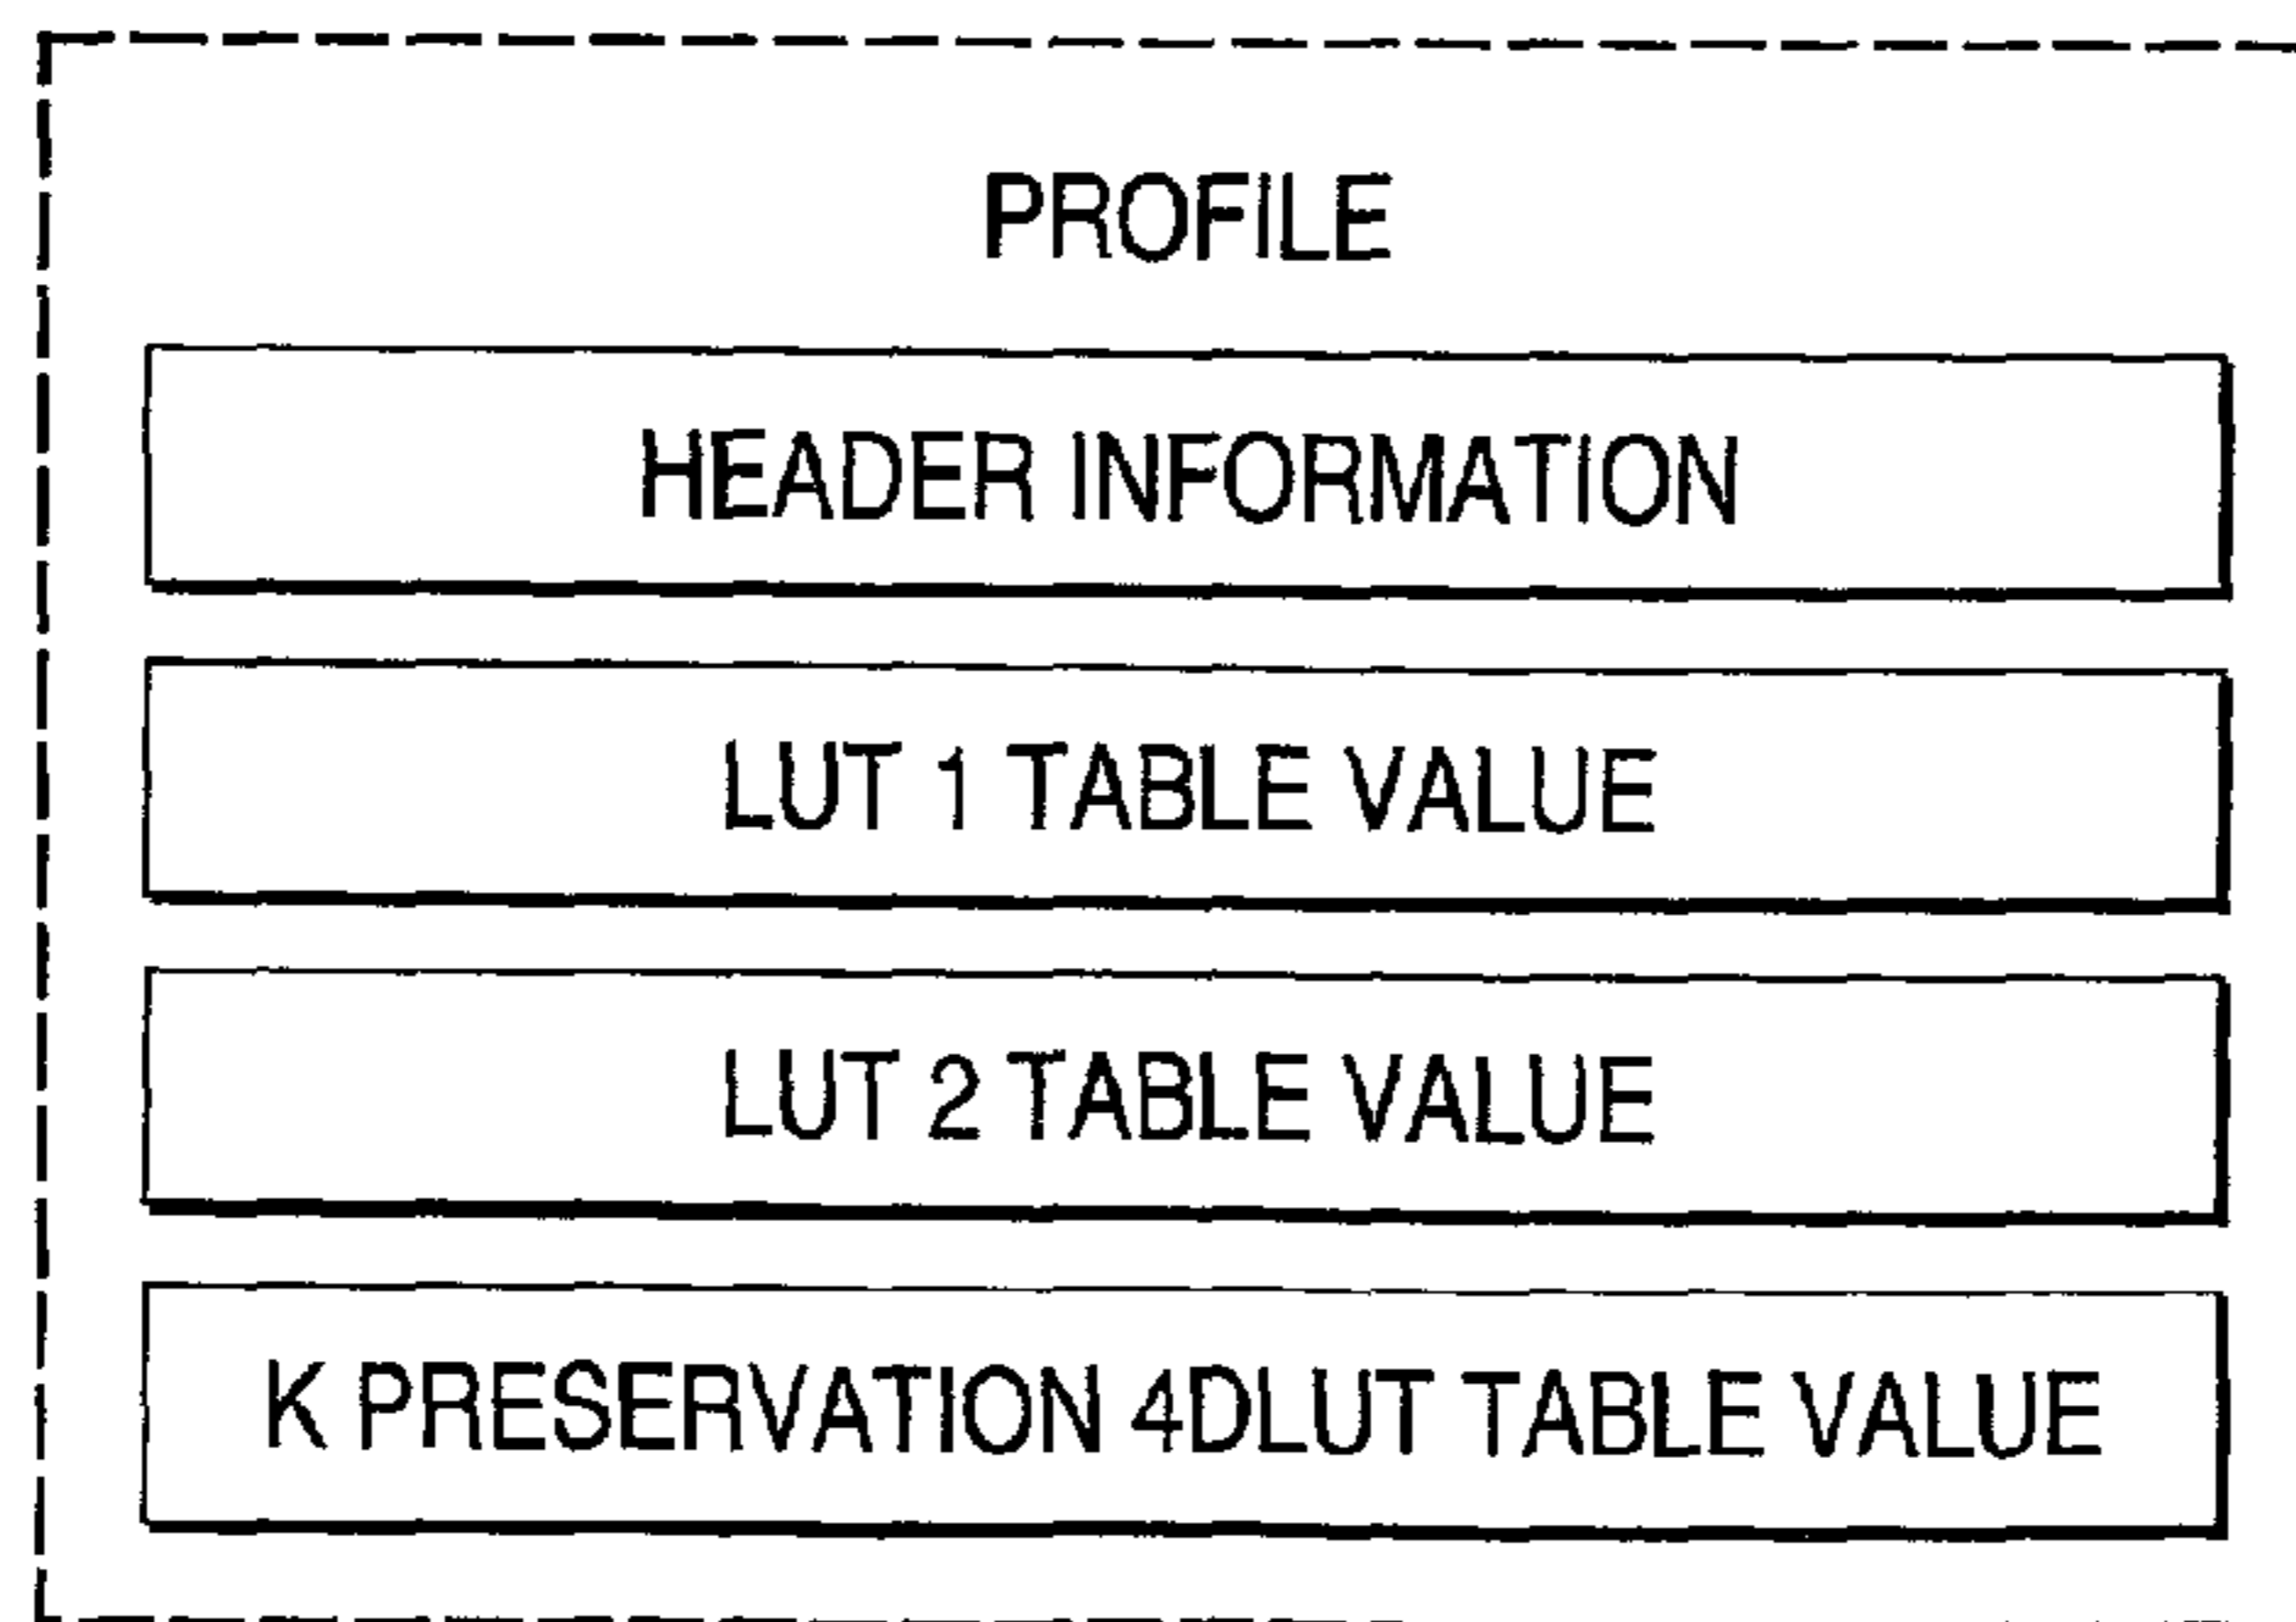 PROFILE
HEADER INFORMATION
LUT 1 TABLE VALUE
LUT 2 TABLE VALUE
K PRESERVATION 4DLUT TABLE VALUE